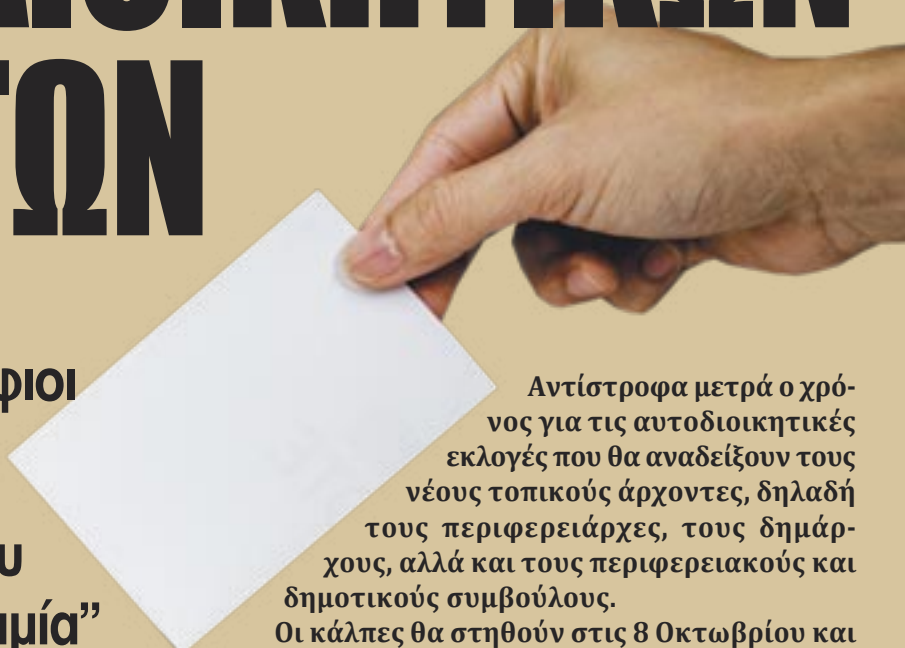 ΤΩΝ
φιοι
υ
μία”
Αντίστροφα μετρά ο χρό-
νος για τις αυτοδιοικητικές
εκλογές που θα αναδείξουν τους
νέους τοπικούς άρχοντες, δηλαδή
τους περιφερειάρχες, τους δημάρ-
χους, αλλά και τους περιφερειακούς και
δημοτικούς συμβούλους.
Οι κάλπες θα στηθούν στις 8 Οκτωβρίου και